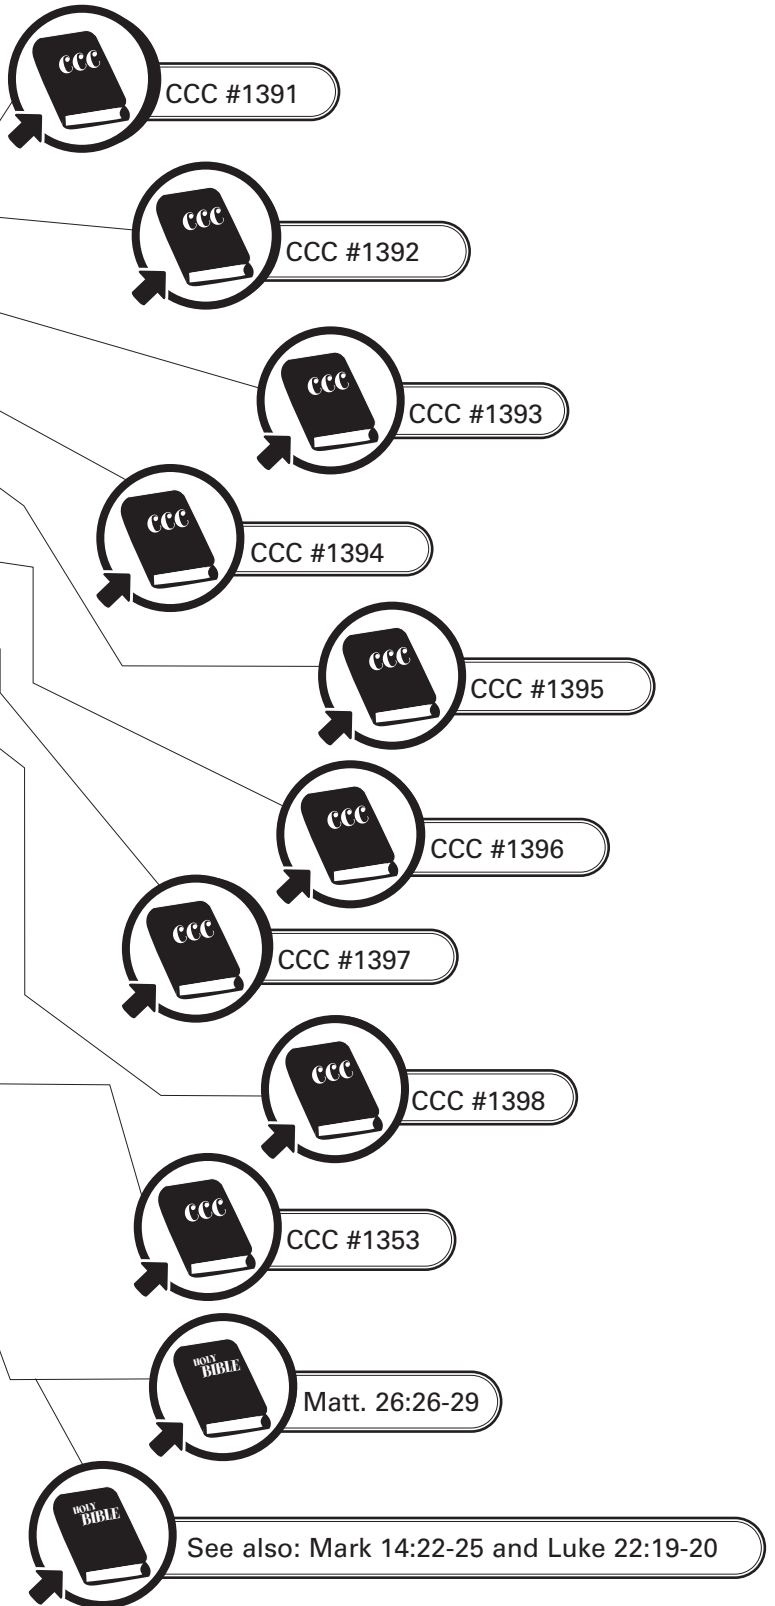 CCC
CCC #1391
CCC
CCC #1392
CCC
CCC #1393
CCC
CCC #1394
CCC
CCC #1395
CCC
CCC #1396
CCC
CCC #1397
CCC
CCC #1398
CCC
CCC #1353
HOLY
BIBLE
Matt. 26:26-29
HOLY
BIBLE
See also: Mark 14:22-25 and Luke 22:19-20